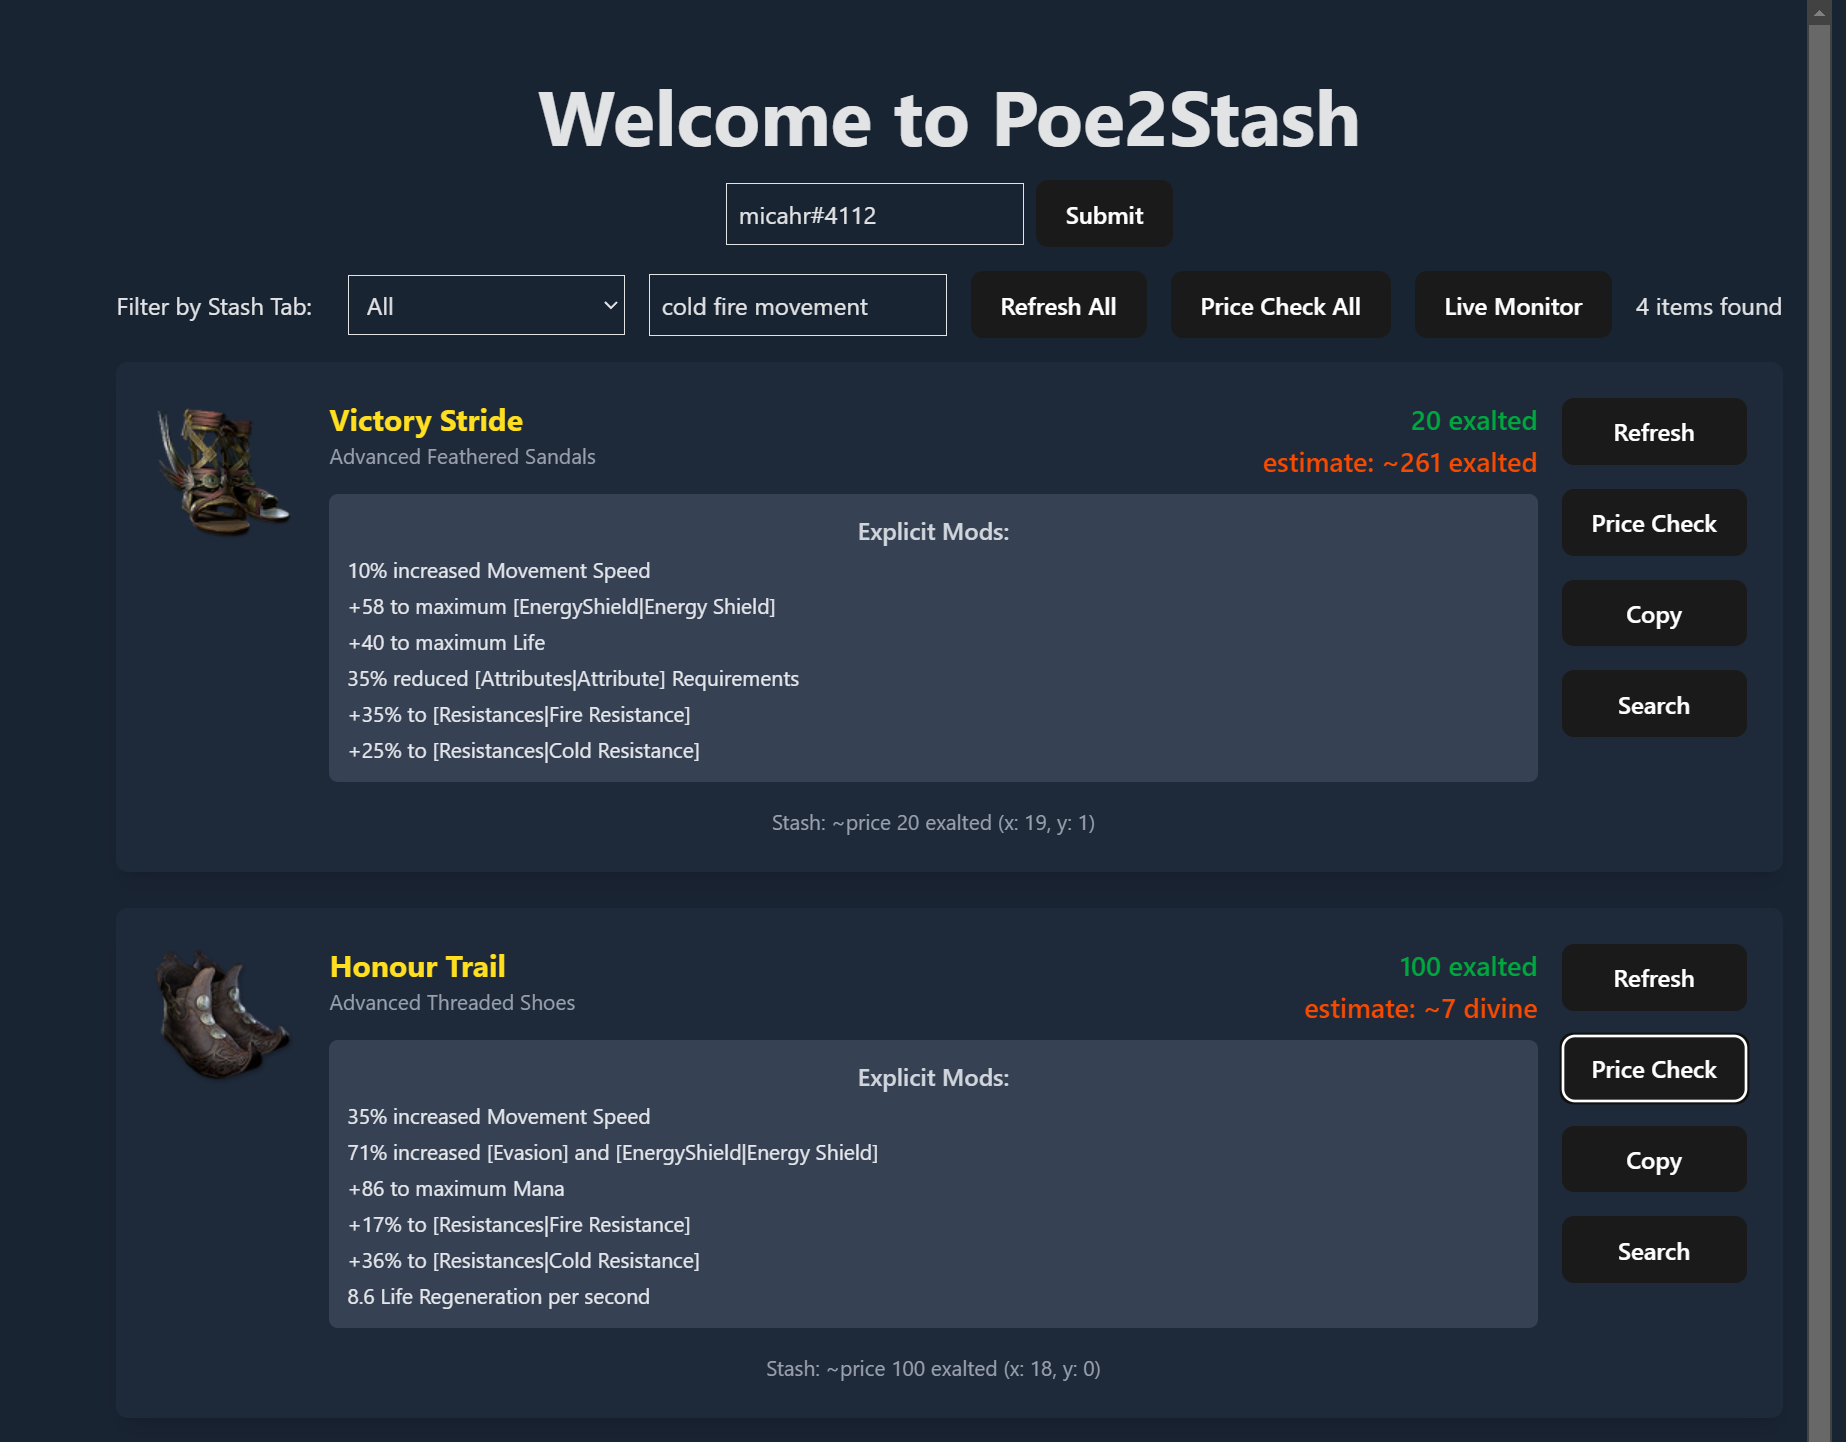 Welcome to Poe2Stash
micahr#4112
Submit
Filter by Stash Tab:
All
cold fire movement
Refresh All
Price Check All
Live Monitor
4 items found
Victory Stride
Advanced Feathered Sandals
20 exalted
estimate: ~261 exalted
Explicit Mods:
10% increased Movement Speed
+58 to maximum [EnergyShield|Energy Shield]
+40 to maximum Life
35% reduced [Attributes|Attribute] Requirements
+35% to [Resistances|Fire Resistance]
+25% to [Resistances|Cold Resistance]
Stash: ~price 20 exalted (x: 19, y: 1)
Refresh
Price Check
Copy
Search
Honour Trail
Advanced Threaded Shoes
100 exalted
estimate: ~7 divine
Explicit Mods:
35% increased Movement Speed
71% increased [Evasion] and [EnergyShield|Energy Shield]
+86 to maximum Mana
+17% to [Resistances|Fire Resistance]
+36% to [Resistances|Cold Resistance]
8.6 Life Regeneration per second
Stash: ~price 100 exalted (x: 18, y: 0)
Refresh
Price Check
Copy
Search